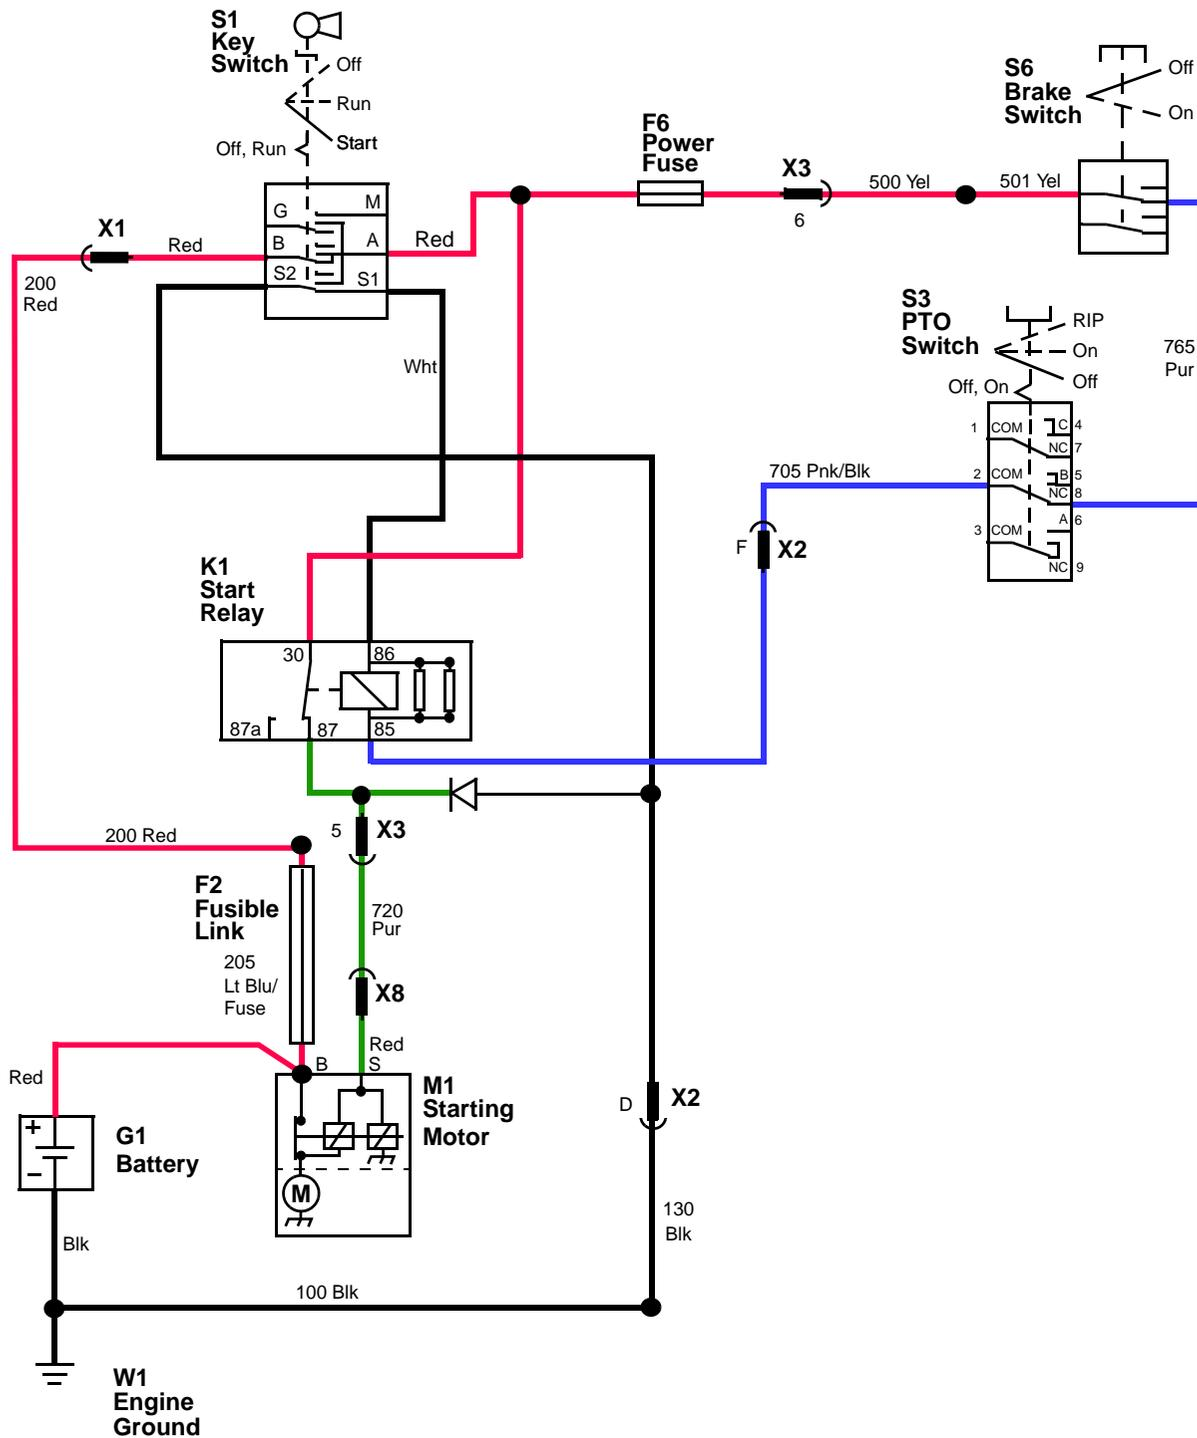 S1
Key
Switch
Off
Run
Start
Off, Run
S6
Brake
Switch
Off
On
F6
Power
Fuse
X3
6
500 Yel
501 Yel
X1
Red
G
M
B
A
S2
S1
Red
200
Red
Wht
S3
PTO
Switch
RIP
On
Off
Off, On
765
Pur
1
COM
C
4
NC
7
2
COM
B
5
NC
8
A
6
3
COM
NC
9
705 Pnk/Blk
F
X2
K1
Start
Relay
30
86
87a
87
85
5
X3
200 Red
F2
Fusible
Link
205
Lt Blu/
Fuse
720
Pur
X8
Red
B
S
Red
M1
Starting
Motor
D
X2
+
−
G1
Battery
M
Blk
130
Blk
100 Blk
W1
Engine
Ground